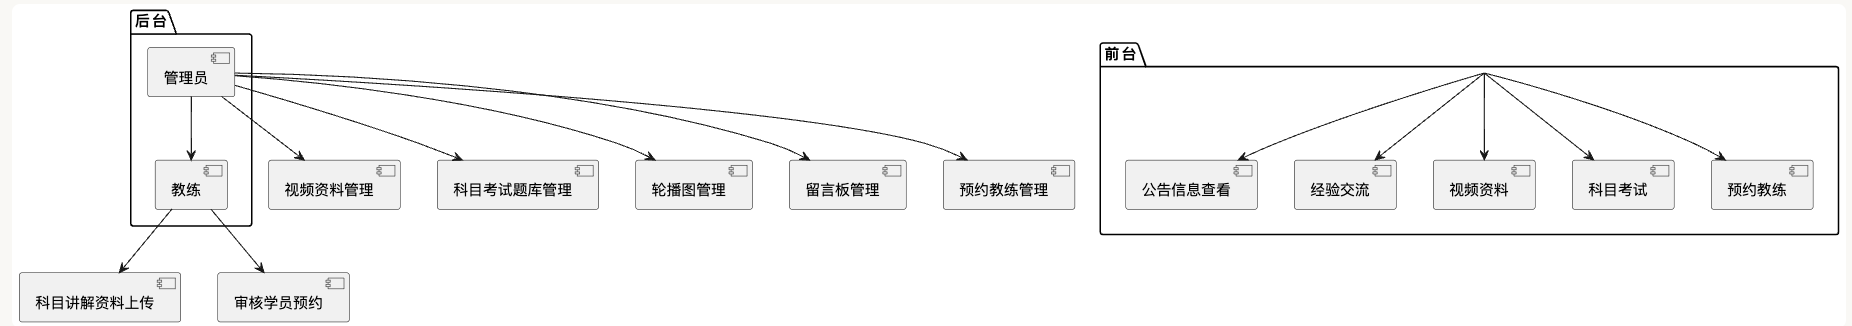 后台
前台
管理员
教练
视频资料管理
科目考试题库管理
轮播图管理
留言板管理
预约教练管理
公告信息查看
经验交流
视频资料
科目考试
预约教练
科目讲解资料上传
审核学员预约